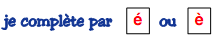 je complète par é ou è